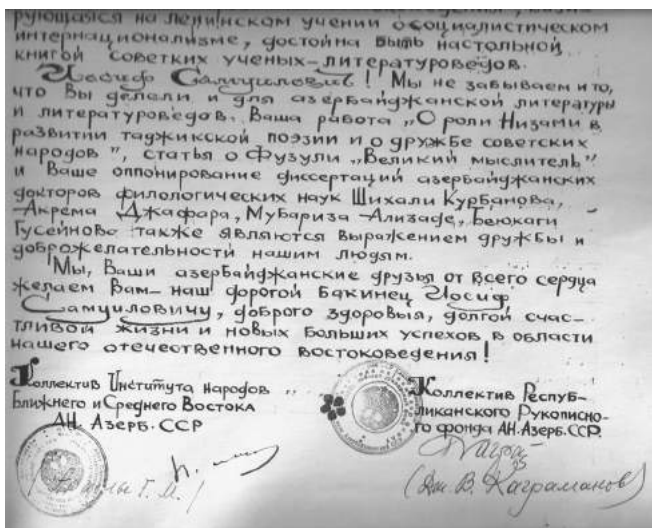 рующаяся на ленинском учении о социалистическом
интернационализме, достойна быть настольной
книгой советких ученых-литературоведов.
Иосиф Самуилович! Мы не забываем и то,
что Вы делали и для азербайджанской литературы
и литературоведов. Ваша работа „О роли Низами в
развитии таджикской поэзии и о дружбе советских
народов", статья о Физули „Великий мыслитель"
и Ваше оппонирование диссертаций азербайджанских
докторов филологических наук Шихали Курбанова,
Акрема Джафара, Мубариза Ализаде, Беюкаги
Гусейнова также являются выражением дружбы и
доброжелательности нашим людям.
Мы, Ваши азербайджанские друзья от всего сердца
желаем Вам – наш дорогой бакинец Иосиф
Самуилович, доброго здоровья, долгой счас-
тливой жизни и новых больших успехов в области
нашего отечественного востоковедения!
Коллектив Института народов
Ближнего и Среднего Востока
АН. Азерб. ССР
Коллектив Респуб-
ликанского Рукописно-
го фонда АН. Азерб. ССР.
(Дж. В. Каграманов)